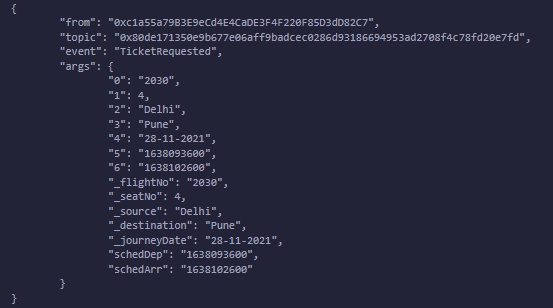 {
"from": "0xc1a55a79B3E9eCd4E4CaDE3F4F220F85D3dD82C7",
"topic": "0x80de171350e9b677e06aff9badcec0286d93186694953ad2708f4c78fd20e7fd",
"event": "TicketRequested",
"args": {
"0": "2030",
"1": 4,
"2": "Delhi",
"3": "Pune",
"4": "28-11-2021",
"5": "1638093600",
"6": "1638102600",
"_flightNo": "2030",
"_seatNo": 4,
"_source": "Delhi",
"_destination": "Pune",
"_journeyDate": "28-11-2021",
"schedDep": "1638093600",
"schedArr": "1638102600"
}
}